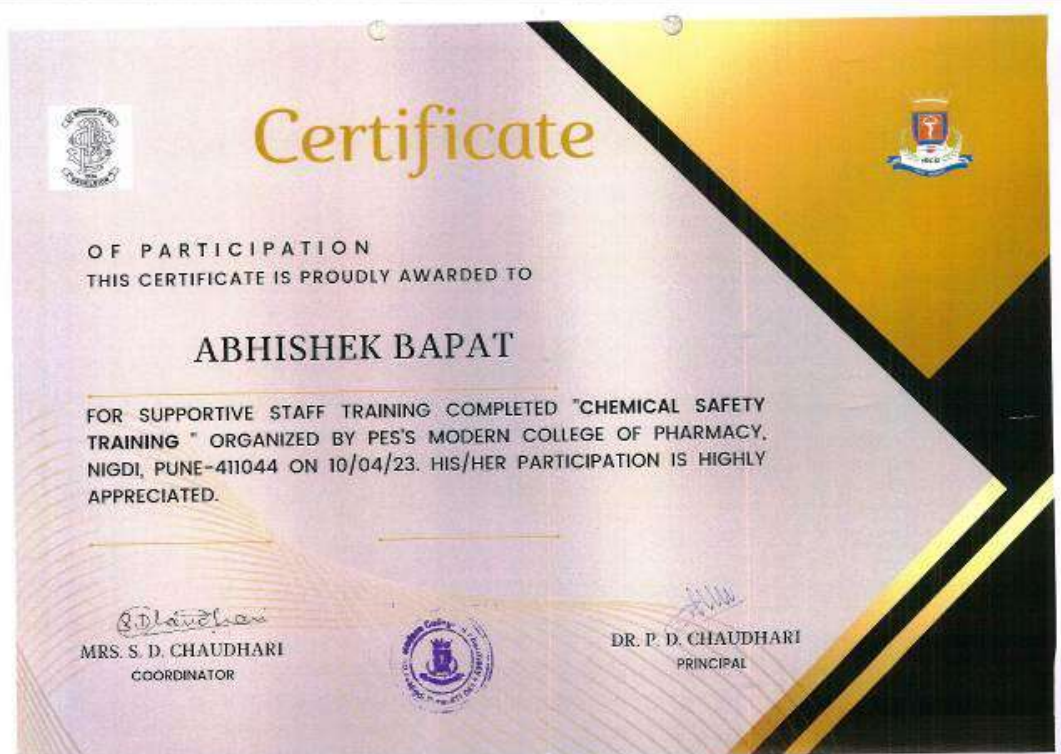 Certificate
OF PARTICIPATION
THIS CERTIFICATE IS PROUDLY AWARDED TO
ABHISHEK BAPAT
FOR SUPPORTIVE STAFF TRAINING COMPLETED "CHEMICAL SAFETY
TRAINING " ORGANIZED BY PES'S MODERN COLLEGE OF PHARMACY,
NIGDI, PUNE-411044 ON 10/04/23. HIS/HER PARTICIPATION IS HIGHLY
APPRECIATED.
MRS. S. D. CHAUDHARI
COORDINATOR
DR. P. D. CHAUDHARI
PRINCIPAL